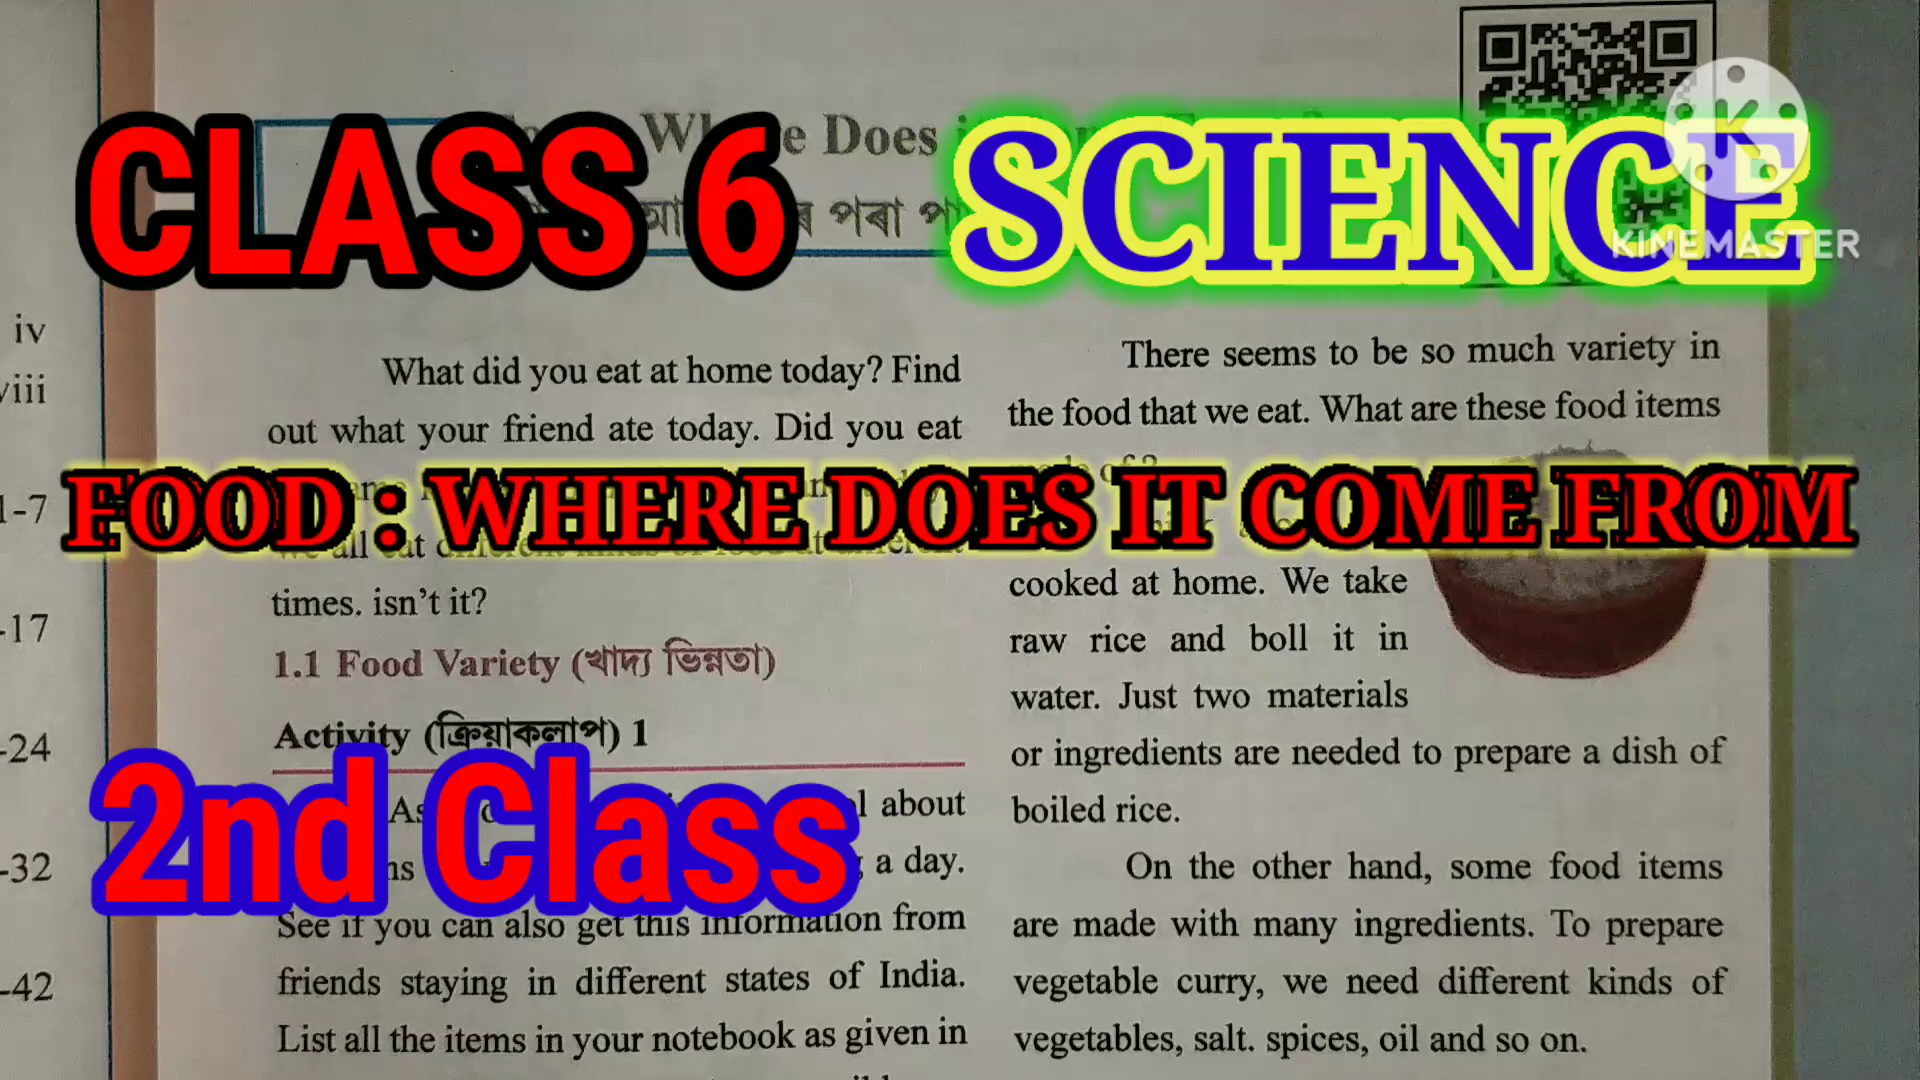 CLASS 6 SCIENCE
KINEMASTER
FOOD : WHERE DOES IT COME FROM
2nd Class
Does
পৰা
iv
viii
1-7
-17
-24
-32
-42
What did you eat at home today? Find
out what your friend ate today. Did you eat
times. isn't it?
1.1 Food Variety (খাদ্য ভিন্নতা)
Activity (ক্ৰিয়াকলাপ) 1
about
a day.
See if you can also get this information from
friends staying in different states of India.
List all the items in your notebook as given in
There seems to be so much variety in
the food that we eat. What are these food items
cooked at home. We take
raw rice and boll it in
water. Just two materials
or ingredients are needed to prepare a dish of
boiled rice.
On the other hand, some food items
are made with many ingredients. To prepare
vegetable curry, we need different kinds of
vegetables, salt. spices, oil and so on.